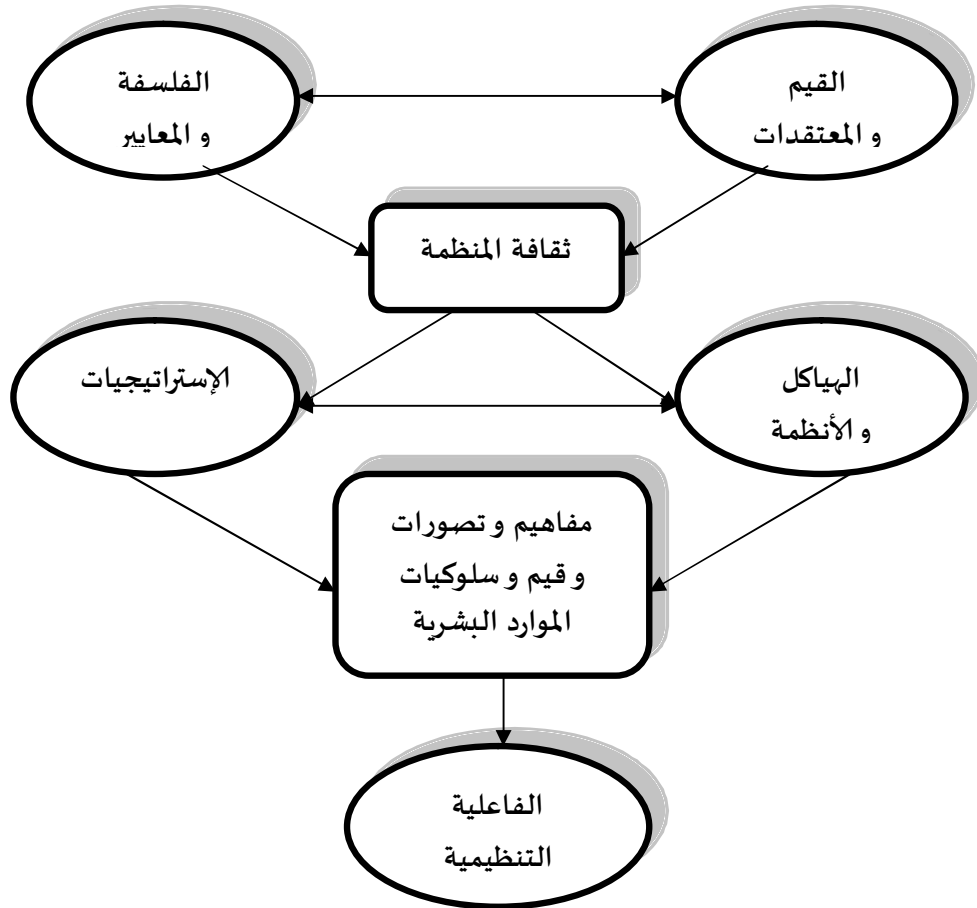 القيم
و المعتقدات
الفلسفة
و المعايير
ثقافة المنظمة
الهياكل
و الأنظمة
الإستراتيجيات
مفاهيم و تصورات
و قيم و سلوكيات
الموارد البشرية
الفاعلية
التنظيمية